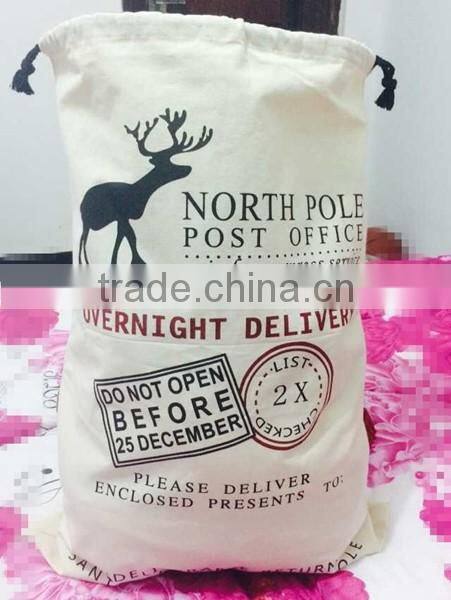 NORTH POLE
POST OFFICE
trade.china.cn
OVERNIGHT DELIVERY
DO NOT OPEN
BEFORE
25 DECEMBER
LIST
2 X
CHECKED
PLEASE DELIVER
ENCLOSED PRESENTS TO: